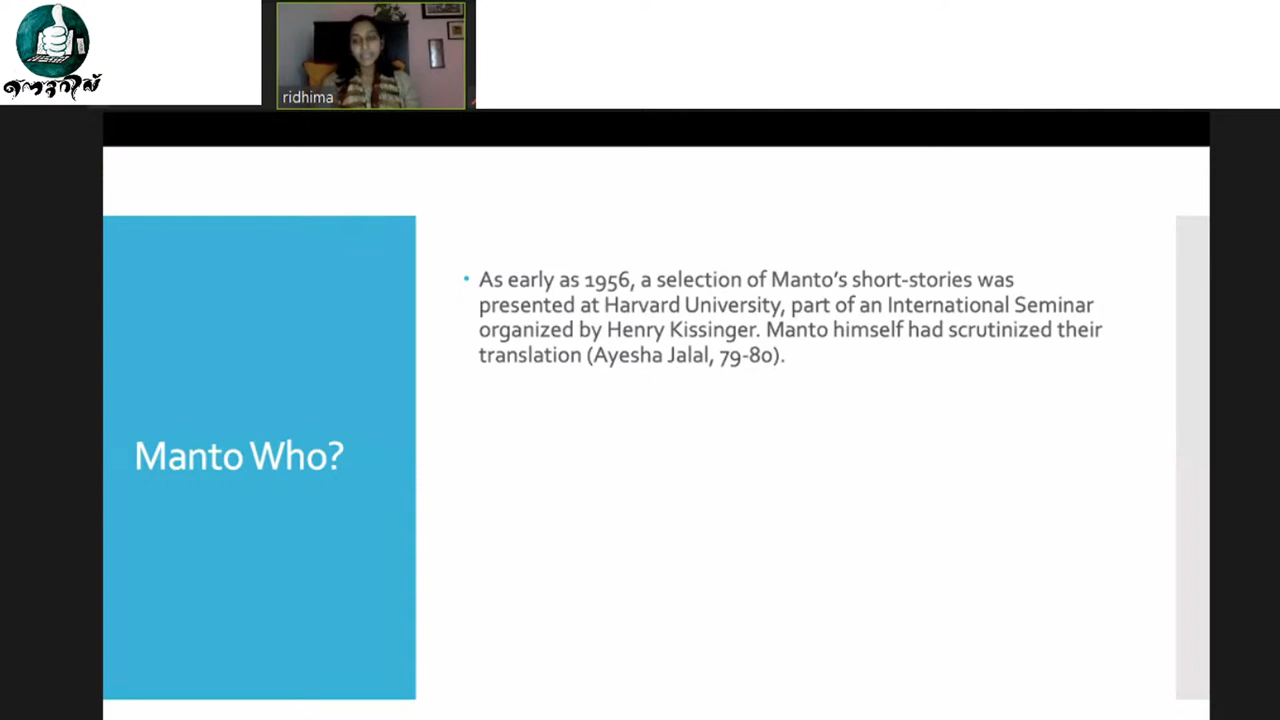 ridhima
As early as 1956, a selection of Manto's short-stories was
presented at Harvard University, part of an International Seminar
organized by Henry Kissinger. Manto himself had scrutinized their
translation (Ayesha Jalal, 79-80).
Manto Who?